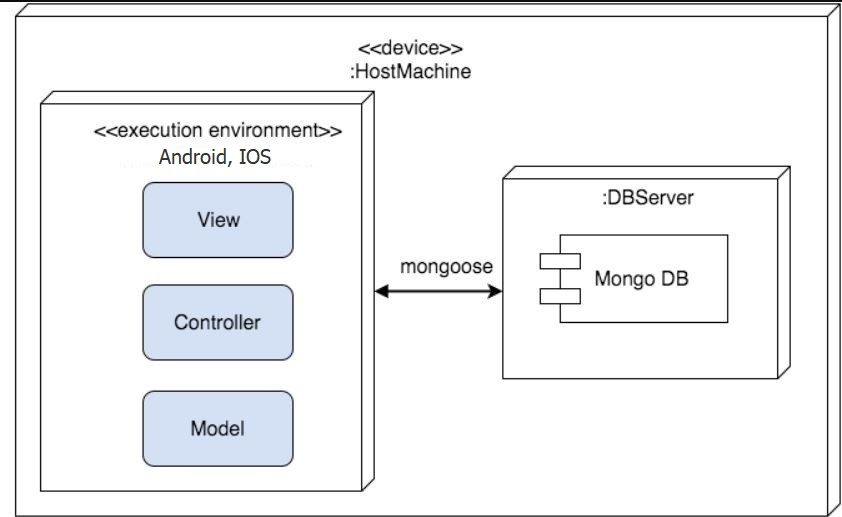 <<device>>
:HostMachine
<<execution environment>>
Android, IOS
View
Controller
Model
mongoose
:DBServer
Mongo DB